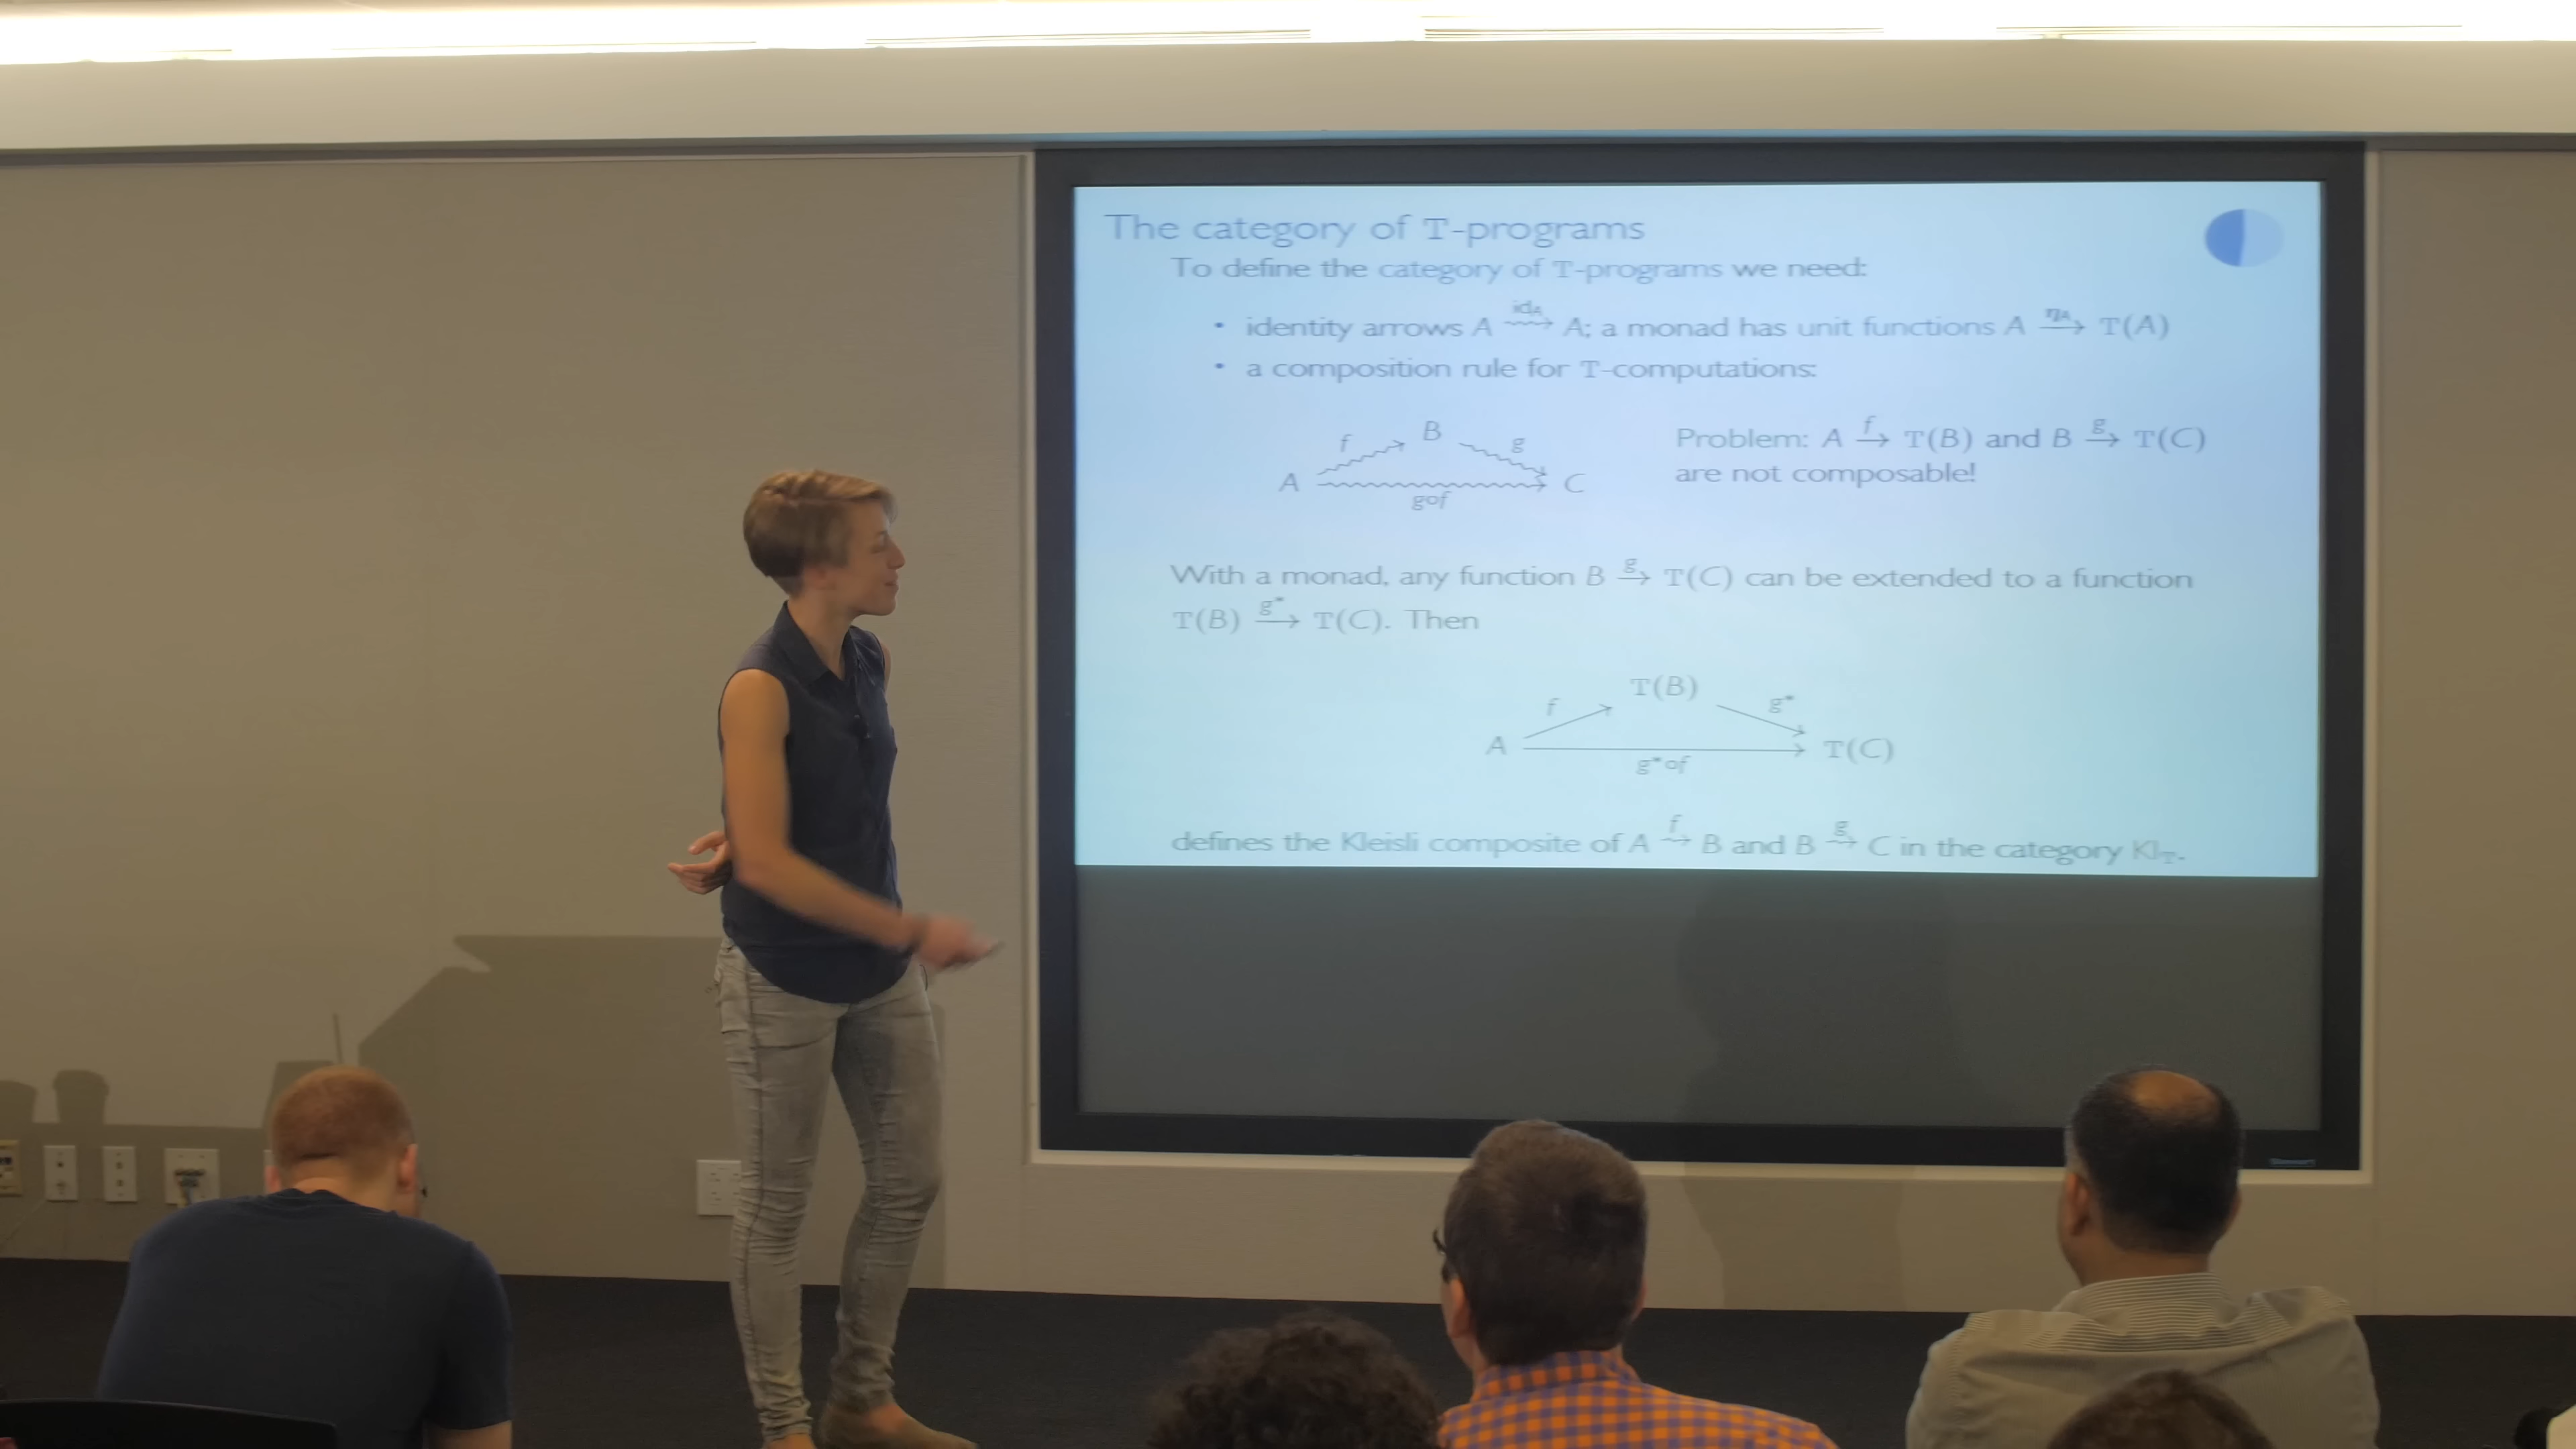 The category of T-programs
To define the category of T-programs we need:
• identity arrows A id_A ⇝ A; a monad has unit functions A η_A → T(A)
• a composition rule for T-computations:
f B g
A C
g∘f
Problem: A f→ T(B) and B g→ T(C)
are not composable!
With a monad, any function B g→ T(C) can be extended to a function
T(B) g*→ T(C). Then
T(B)
f g*
A T(C)
g*∘f
defines the Kleisli composite of A f⇝ B and B g⇝ C in the category Kl_T.